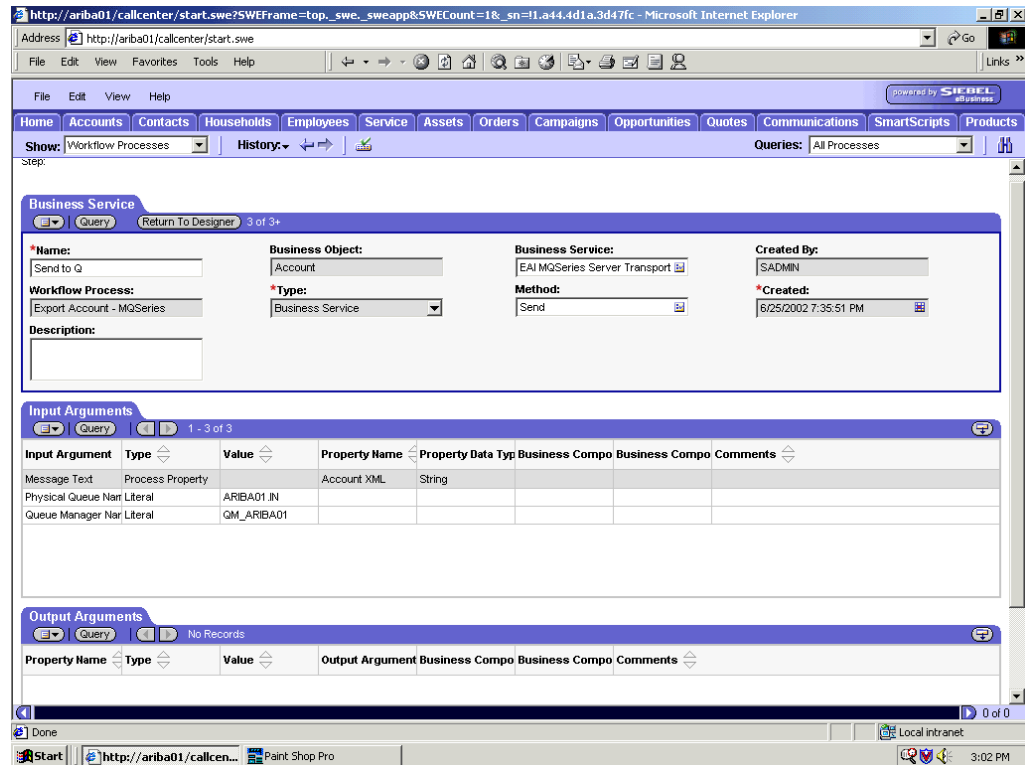 http://ariba01/callcenter/start.swe?SWEFrame=top._swe._sweapp&SWECount=1&_sn=!1.a44.4d1a.3d47fc - Microsoft Internet Explorer
Address http://ariba01/callcenter/start.swe Go
File Edit View Favorites Tools Help Links »
File Edit View Help powered by SIEBEL eBusiness
Home Accounts Contacts Households Employees Service Assets Orders Campaigns Opportunities Quotes Communications SmartScripts Products
Show: Workflow Processes History: Queries: All Processes
Step:
Business Service
Query Return To Designer 3 of 3+
*Name: Business Object: Business Service: Created By:
Send to Q Account EAI MQSeries Server Transport SADMIN
Workflow Process: *Type: Method: *Created:
Export Account - MQSeries Business Service Send 6/25/2002 7:35:51 PM
Description:
Input Arguments
Query 1 - 3 of 3
Input Argument Type Value Property Name Property Data Typ Business Compo Business Compo Comments
Message Text Process Property Account XML String
Physical Queue Nam Literal ARIBA01.IN
Queue Manager Nar Literal QM_ARIBA01
Output Arguments
Query No Records
Property Name Type Value Output Argument Business Compo Business Compo Comments
0 of 0
Done Local intranet
Start http://ariba01/callcen... Paint Shop Pro 3:02 PM